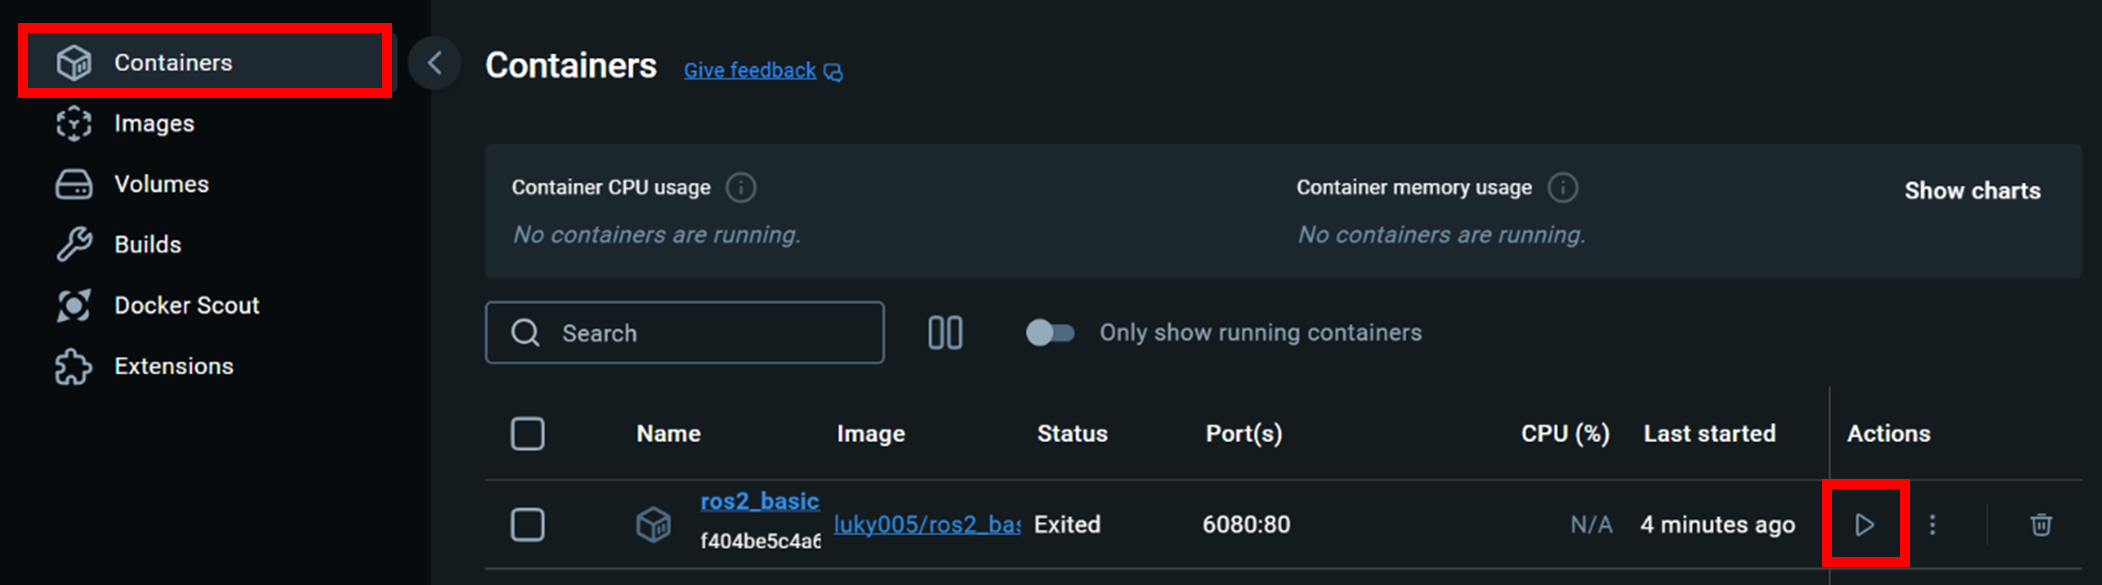 Containers
Images
Volumes
Builds
Docker Scout
Extensions
Containers Give feedback
Container CPU usage
No containers are running.
Container memory usage
No containers are running.
Show charts
Search
Only show running containers
Name Image Status Port(s) CPU (%) Last started Actions
ros2_basic
f404be5c4a6
luky005/ros2_bas Exited 6080:80 N/A 4 minutes ago